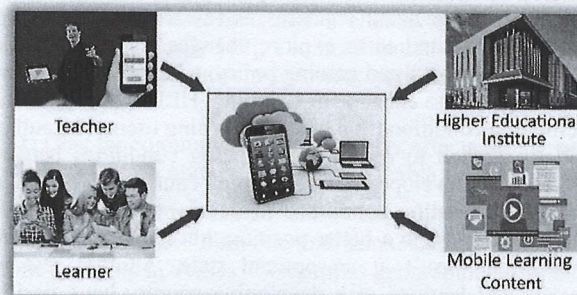 Teacher
Higher Educational
Institute
Learner
Mobile Learning
Content